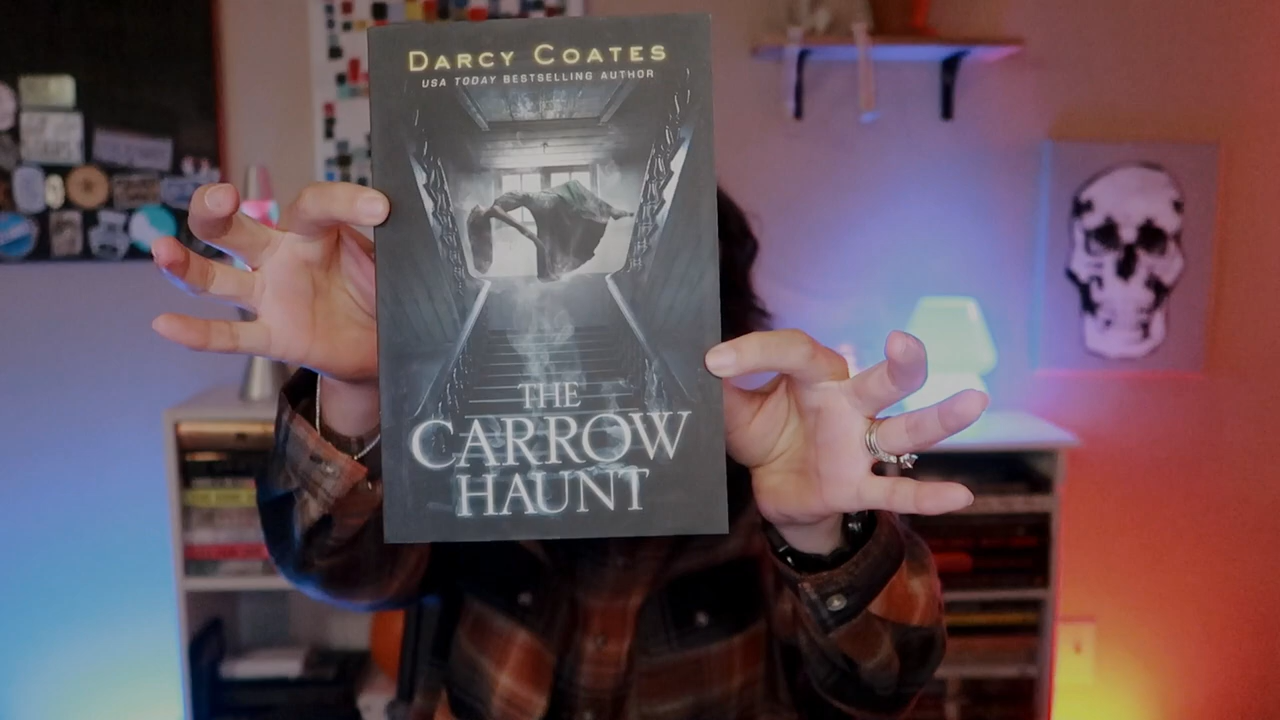 DARCY COATES
USA TODAY BESTSELLING AUTHOR
THE
CARROW
HAUNT